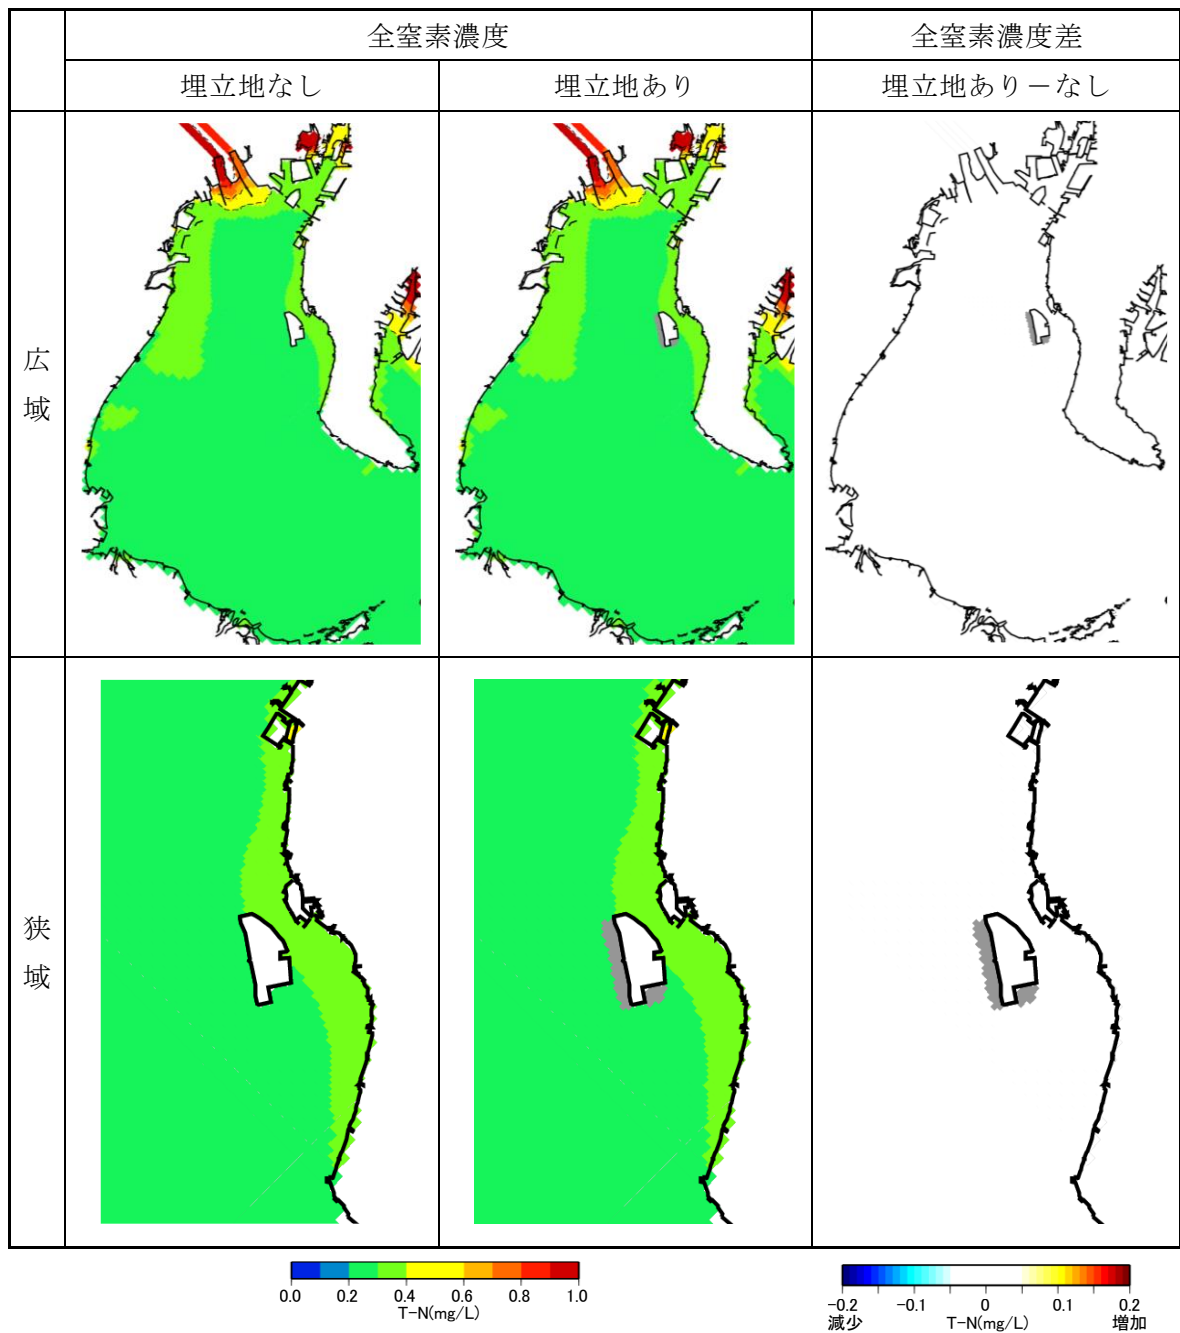 全窒素濃度 全窒素濃度差
埋立地なし 埋立地あり 埋立地あり－なし
広域
狭域
0.0 0.2 0.4 0.6 0.8 1.0
T-N(mg/L)
-0.2 -0.1 0 0.1 0.2
減少 T-N(mg/L) 増加